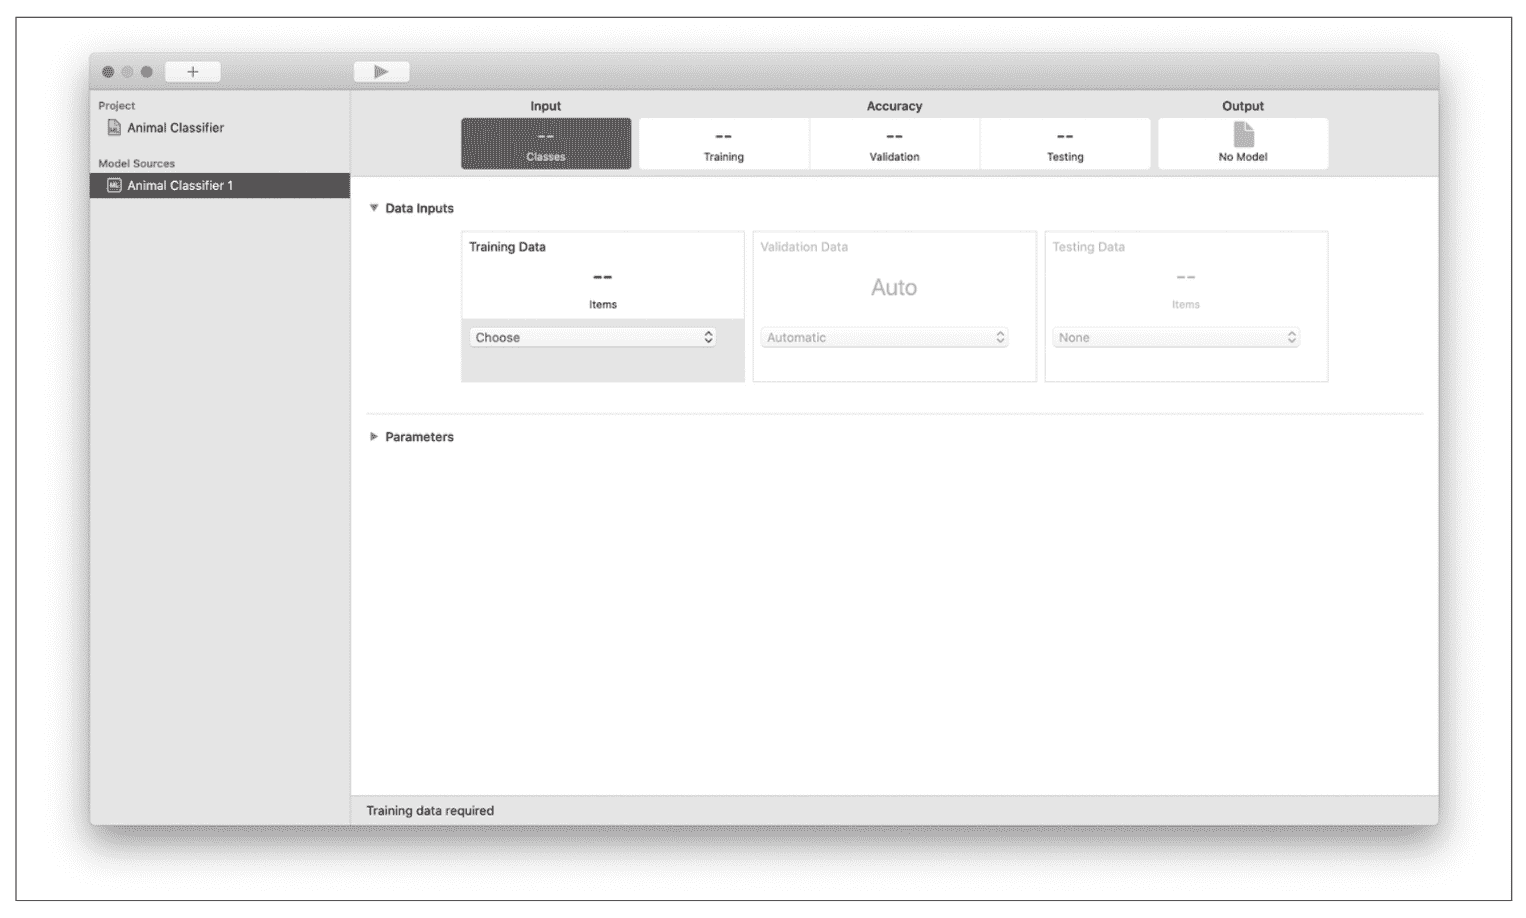 +
Project
Animal Classifier
Model Sources
Animal Classifier 1
Input Accuracy Output
-- -- -- --
Classes Training Validation Testing No Model
Data Inputs
Training Data
--
Items
Choose
Validation Data
Auto
Automatic
Testing Data
--
Items
None
Parameters
Training data required